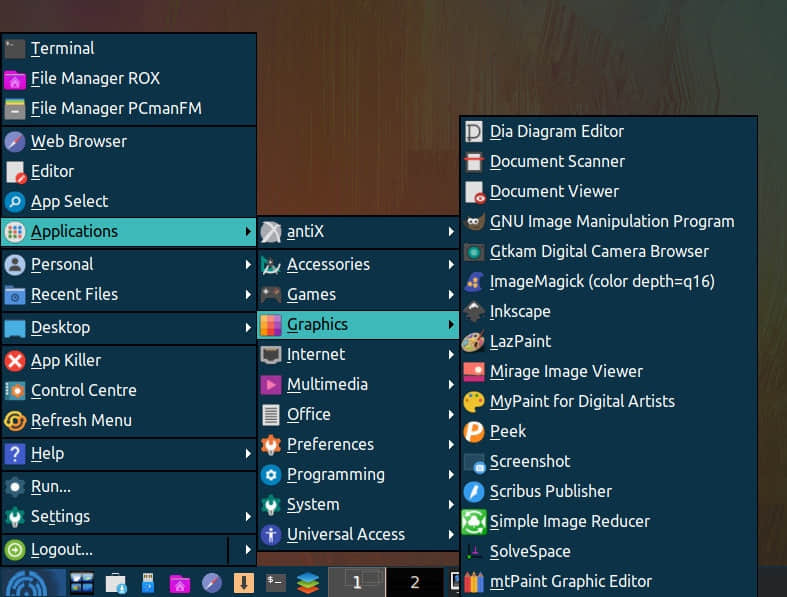 Terminal
File Manager ROX
File Manager PCmanFM
Web Browser
Editor
App Select
Applications
Personal
Recent Files
Desktop
App Killer
Control Centre
Refresh Menu
Help
Run...
Settings
Logout...
antiX
Accessories
Games
Graphics
Internet
Multimedia
Office
Preferences
Programming
System
Universal Access
Dia Diagram Editor
Document Scanner
Document Viewer
GNU Image Manipulation Program
Gtkam Digital Camera Browser
ImageMagick (color depth=q16)
Inkscape
LazPaint
Mirage Image Viewer
MyPaint for Digital Artists
Peek
Screenshot
Scribus Publisher
Simple Image Reducer
SolveSpace
mtPaint Graphic Editor
1
2